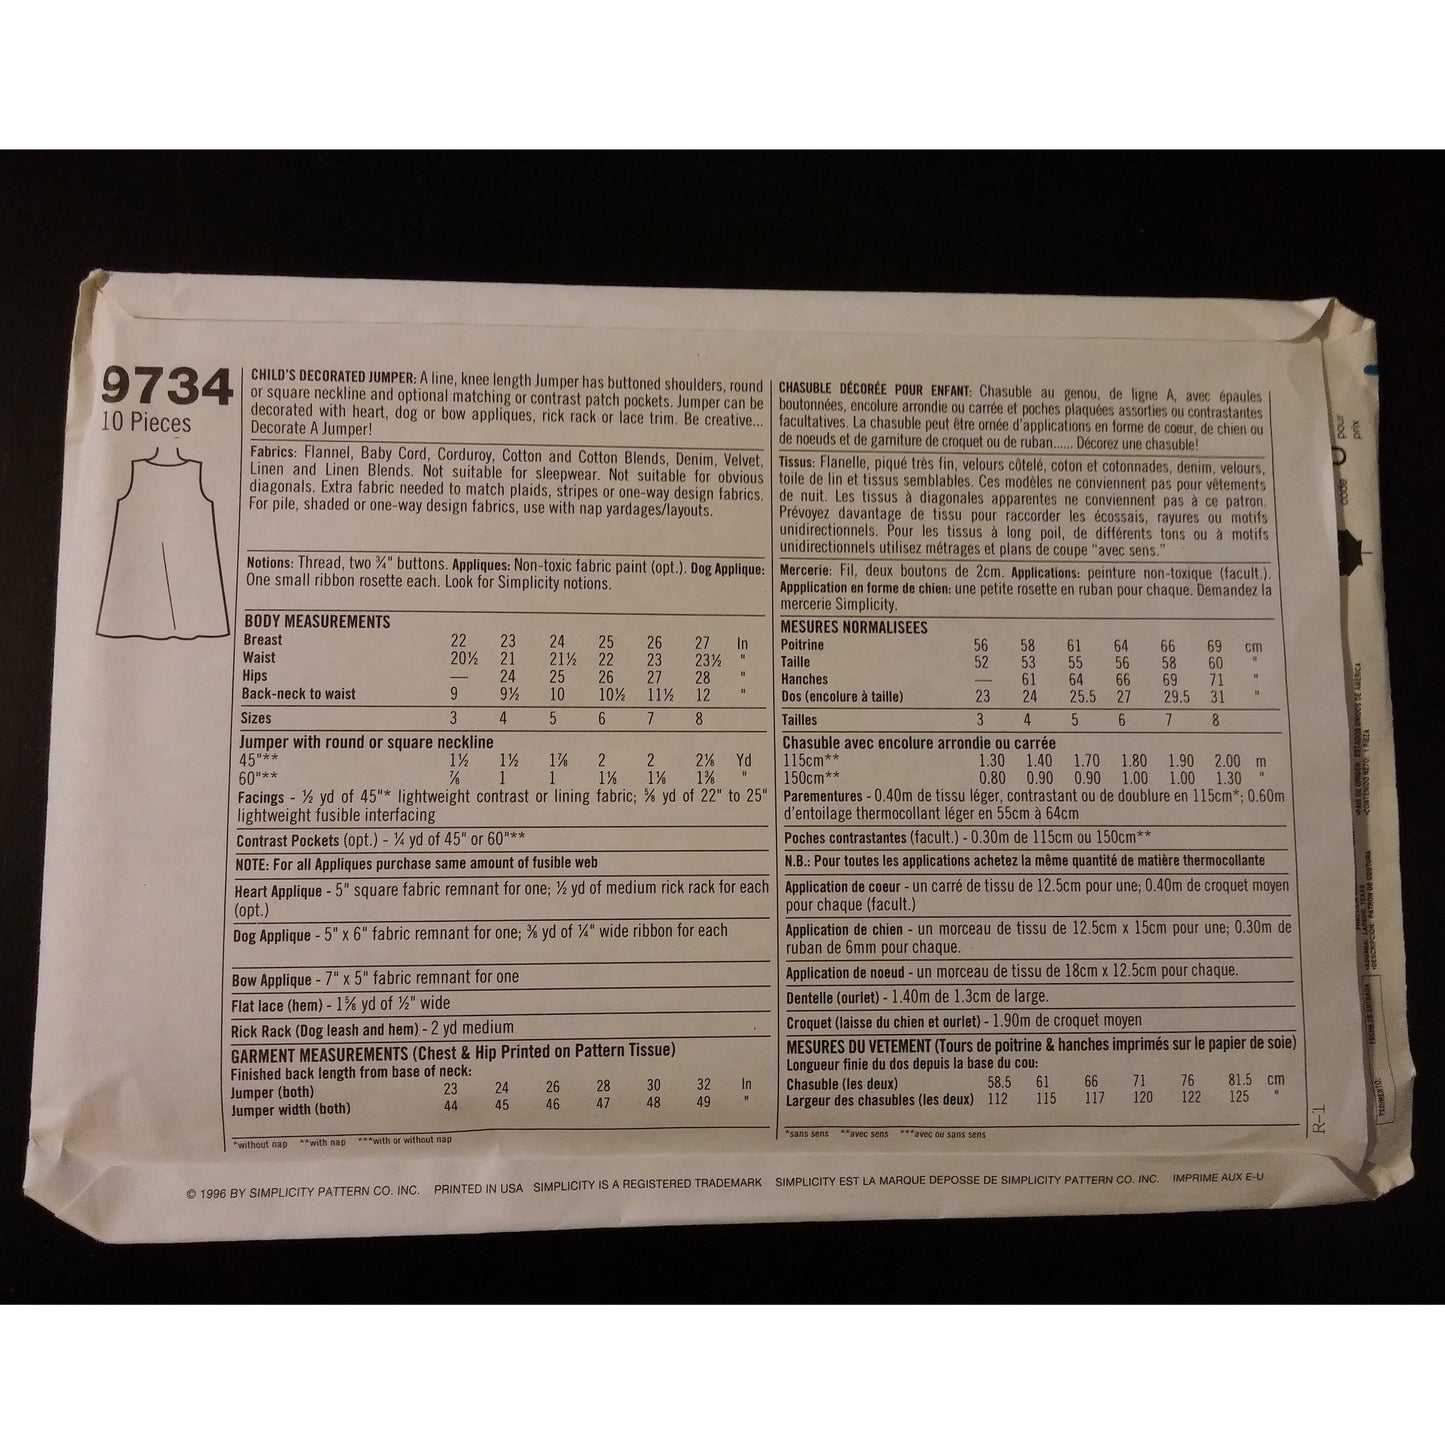 9734
10 Pieces
CHILD'S DECORATED JUMPER: A line, knee length Jumper has buttoned shoulders, round
or square neckline and optional matching or contrast patch pockets. Jumper can be
decorated with heart, dog or bow appliques, rick rack or lace trim. Be creative...
Decorate A Jumper!
Fabrics: Flannel, Baby Cord, Corduroy, Cotton and Cotton Blends, Denim, Velvet,
Linen and Linen Blends. Not suitable for sleepwear. Not suitable for obvious
diagonals. Extra fabric needed to match plaids, stripes or one-way design fabrics.
For pile, shaded or one-way design fabrics, use with nap yardages/layouts.
Notions: Thread, two ¾" buttons. Appliques: Non-toxic fabric paint (opt.). Dog Applique:
One small ribbon rosette each. Look for Simplicity notions.
BODY MEASUREMENTS
Breast 22 23 24 25 26 27 In
Waist 20½ 21 21½ 22 23 23½ "
Hips — 24 25 26 27 28 "
Back-neck to waist 9 9½ 10 10½ 11½ 12 "
Sizes 3 4 5 6 7 8
Jumper with round or square neckline
45"** 1½ 1½ 1⅞ 2 2 2⅛ Yd
60"** ⅞ 1 1 1⅛ 1⅛ 1⅜ "
Facings - ½ yd of 45"* lightweight contrast or lining fabric; ⅝ yd of 22" to 25"
lightweight fusible interfacing
Contrast Pockets (opt.) - ¼ yd of 45" or 60"**
NOTE: For all Appliques purchase same amount of fusible web
Heart Applique - 5" square fabric remnant for one; ½ yd of medium rick rack for each
(opt.)
Dog Applique - 5" x 6" fabric remnant for one; ⅜ yd of ¼" wide ribbon for each
Bow Applique - 7" x 5" fabric remnant for one
Flat lace (hem) - 1⅝ yd of ½" wide
Rick Rack (Dog leash and hem) - 2 yd medium
GARMENT MEASUREMENTS (Chest & Hip Printed on Pattern Tissue)
Finished back length from base of neck:
Jumper (both) 23 24 26 28 30 32 In
Jumper width (both) 44 45 46 47 48 49 "
*without nap **with nap ***with or without nap
CHASUBLE DÉCORÉE POUR ENFANT: Chasuble au genou, de ligne A, avec épaules
boutonnées, encolure arrondie ou carrée et poches plaquées assorties ou contrastantes
facultatives. La chasuble peut être ornée d'applications en forme de coeur, de chien ou
de noeuds et de garniture de croquet ou de ruban...... Décorez une chasuble!
Tissus: Flanelle, piqué très fin, velours côtelé, coton et cotonnades, denim, velours,
toile de lin et tissus semblables. Ces modèles ne conviennent pas pour vêtements
de nuit. Les tissus à diagonales apparentes ne conviennent pas à ce patron.
Prévoyez davantage de tissu pour raccorder les écossais, rayures ou motifs
unidirectionnels. Pour les tissus à long poil, de différents tons ou à motifs
unidirectionnels utilisez métrages et plans de coupe "avec sens."
Mercerie: Fil, deux boutons de 2cm. Applications: peinture non-toxique (facult.).
Appplication en forme de chien: une petite rosette en ruban pour chaque. Demandez la
mercerie Simplicity.
MESURES NORMALISEES
Poitrine 56 58 61 64 66 69 cm
Taille 52 53 55 56 58 60 "
Hanches — 61 64 66 69 71 "
Dos (encolure à taille) 23 24 25.5 27 29.5 31 "
Tailles 3 4 5 6 7 8
Chasuble avec encolure arrondie ou carrée
115cm** 1.30 1.40 1.70 1.80 1.90 2.00 m
150cm** 0.80 0.90 0.90 1.00 1.00 1.30 "
Parementures - 0.40m de tissu léger, contrastant ou de doublure en 115cm*; 0.60m
d'entoilage thermocollant léger en 55cm à 64cm
Poches contrastantes (facult.) - 0.30m de 115cm ou 150cm**
N.B.: Pour toutes les applications achetez la même quantité de matière thermocollante
Application de coeur - un carré de tissu de 12.5cm pour une; 0.40m de croquet moyen
pour chaque (facult.)
Application de chien - un morceau de tissu de 12.5cm x 15cm pour une; 0.30m de
ruban de 6mm pour chaque.
Application de noeud - un morceau de tissu de 18cm x 12.5cm pour chaque.
Dentelle (ourlet) - 1.40m de 1.3cm de large.
Croquet (laisse du chien et ourlet) - 1.90m de croquet moyen
MESURES DU VETEMENT (Tours de poitrine & hanches imprimés sur le papier de soie)
Longueur finie du dos depuis la base du cou:
Chasuble (les deux) 58.5 61 66 71 76 81.5 cm
Largeur des chasubles (les deux) 112 115 117 120 122 125 "
*sans sens **avec sens ***avec ou sans sens
R-1
code pour
prix
•PAIS DE ORIGEN: ESTADOS UNIDOS DE AMERICA
•CONTENIDO NETO: 1 PIEZA
•DESCRIPCION: PATRON DE COSTURA
PEDIMENTO:
© 1996 BY SIMPLICITY PATTERN CO. INC. PRINTED IN USA SIMPLICITY IS A REGISTERED TRADEMARK SIMPLICITY EST LA MARQUE DEPOSSE DE SIMPLICITY PATTERN CO. INC. IMPRIME AUX E-U